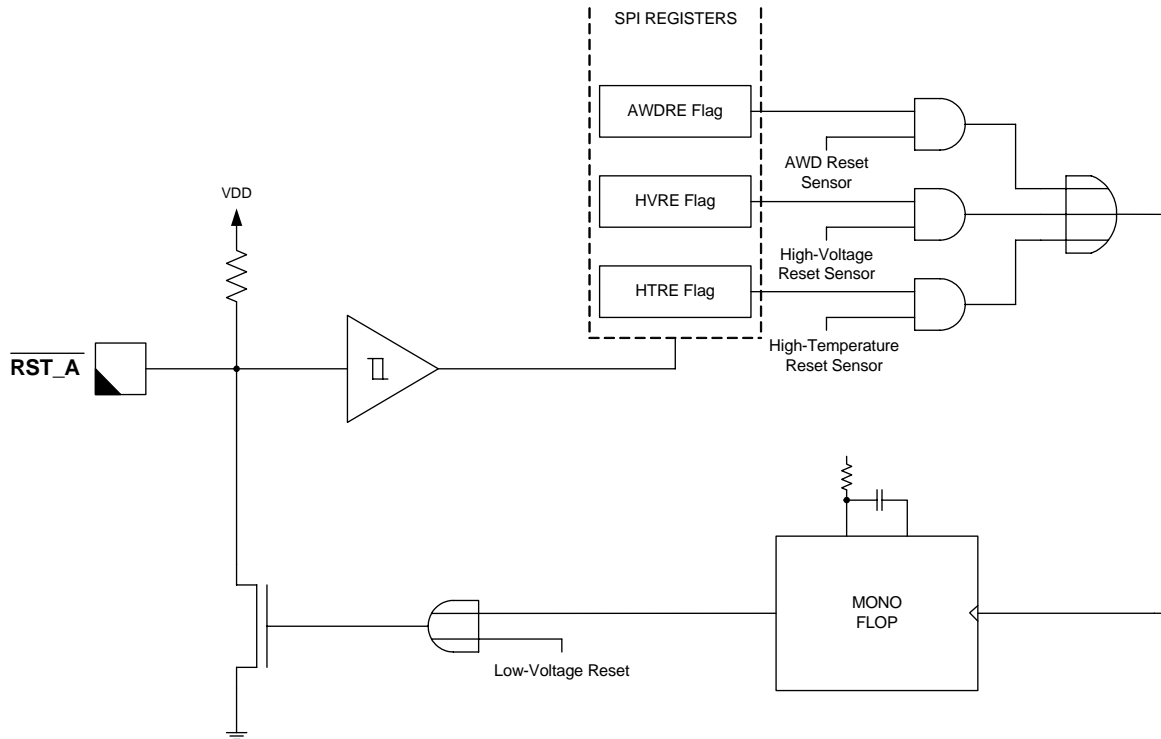 SPI REGISTERS
AWDRE Flag
AWD Reset
Sensor
VDD
HVRE Flag
High-Voltage
Reset Sensor
HTRE Flag
High-Temperature
Reset Sensor
RST_A
MONO
FLOP
Low-Voltage Reset